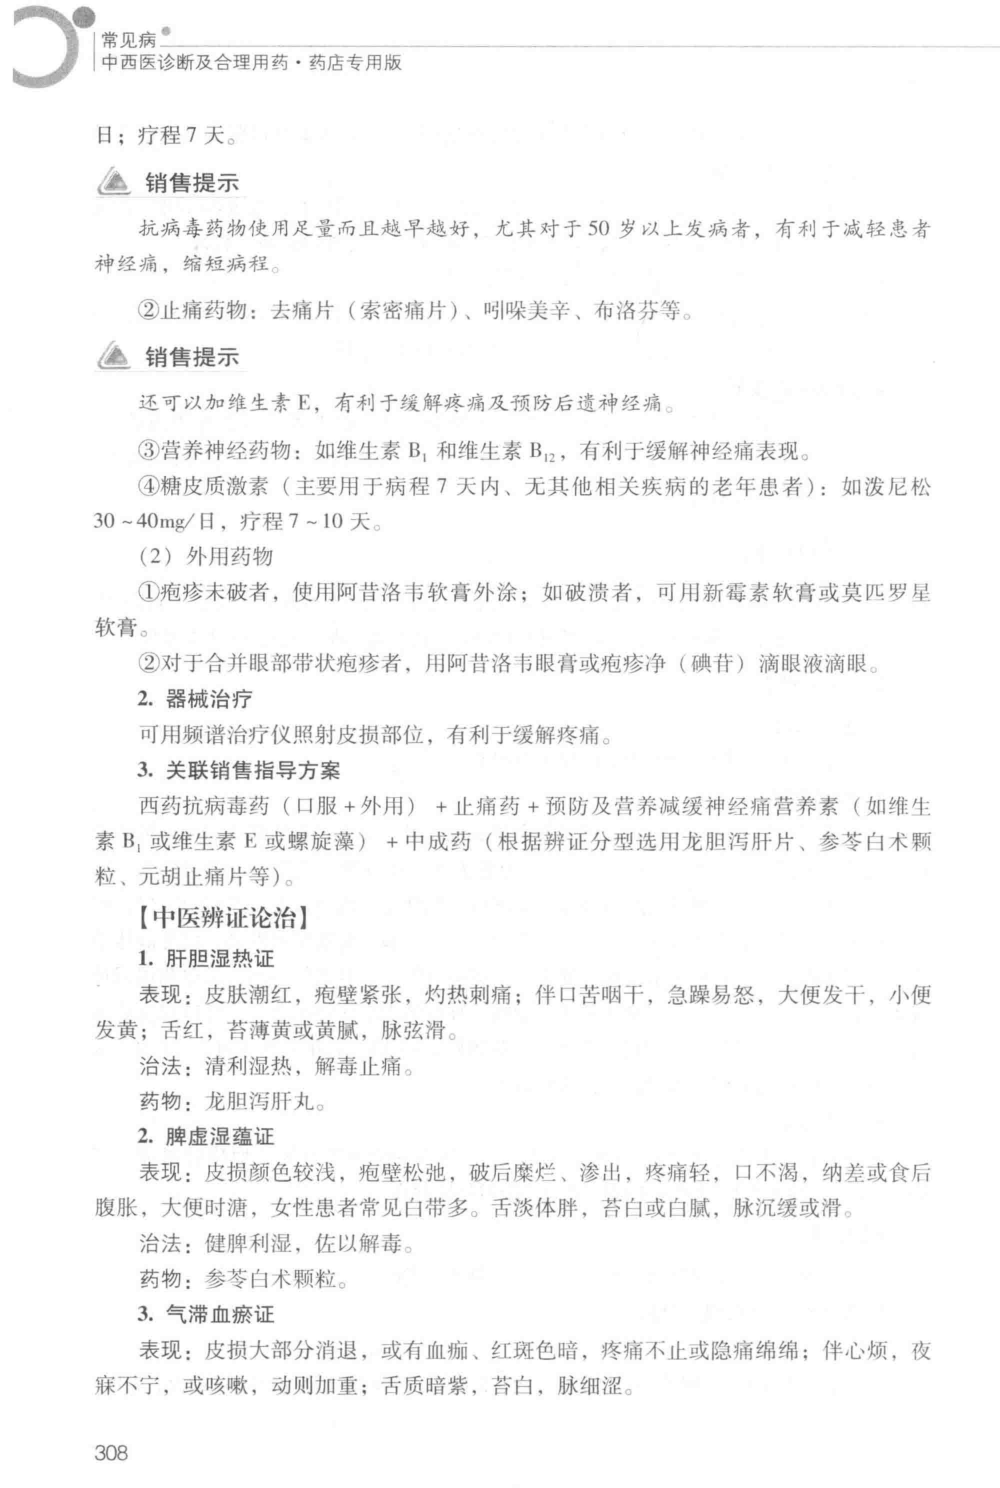 常见病
中西医诊断及合理用药·药店专用版
日；疗程7天。
销售提示
抗病毒药物使用足量而且越早越好，尤其对于50岁以上发病者，有利于减轻患者
神经痛，缩短病程。
②止痛药物：去痛片（索密痛片）、吲哚美辛、布洛芬等。
销售提示
还可以加维生素E，有利于缓解疼痛及预防后遗神经痛。
③营养神经药物：如维生素B₁和维生素B₁₂，有利于缓解神经痛表现。
④糖皮质激素（主要用于病程7天内、无其他相关疾病的老年患者）：如泼尼松
30~40mg/日，疗程7~10天。
(2) 外用药物
①疱疹未破者，使用阿昔洛韦软膏外涂；如破溃者，可用新霉素软膏或莫匹罗星
软膏。
②对于合并眼部带状疱疹者，用阿昔洛韦眼膏或疱疹净（碘苷）滴眼液滴眼。
2. 器械治疗
可用频谱治疗仪照射皮损部位，有利于缓解疼痛。
3. 关联销售指导方案
西药抗病毒药（口服+外用）+止痛药+预防及营养减缓神经痛营养素（如维生
素B₁或维生素E或螺旋藻）+中成药（根据辨证分型选用龙胆泻肝片、参苓白术颗
粒、元胡止痛片等）。
【中医辨证论治】
1. 肝胆湿热证
表现：皮肤潮红，疱壁紧张，灼热刺痛；伴口苦咽干，急躁易怒，大便发干，小便
发黄；舌红，苔薄黄或黄腻，脉弦滑。
治法：清利湿热，解毒止痛。
药物：龙胆泻肝丸。
2. 脾虚湿蕴证
表现：皮损颜色较浅，疱壁松弛，破后糜烂、渗出，疼痛轻，口不渴，纳差或食后
腹胀，大便时溏，女性患者常见白带多。舌淡体胖，苔白或白腻，脉沉缓或滑。
治法：健脾利湿，佐以解毒。
药物：参苓白术颗粒。
3. 气滞血瘀证
表现：皮损大部分消退，或有血痂、红斑色暗，疼痛不止或隐痛绵绵；伴心烦，夜
寐不宁，或咳嗽，动则加重；舌质暗紫，苔白，脉细涩。
308